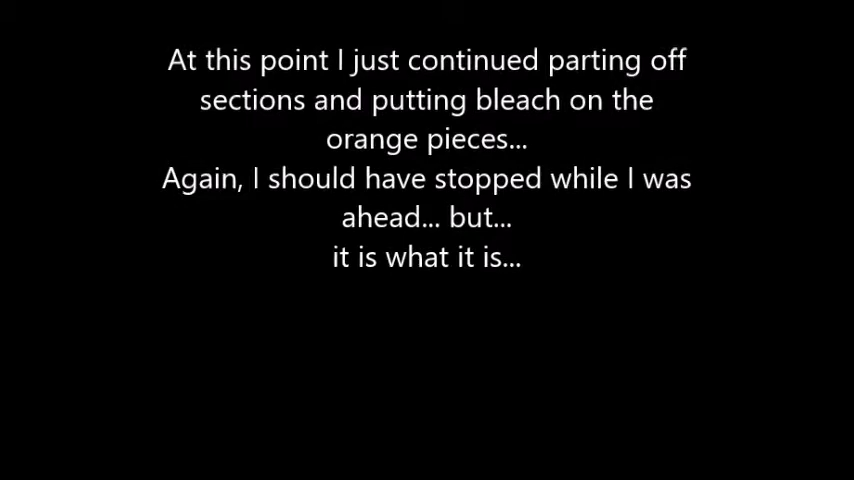 At this point I just continued parting off
sections and putting bleach on the
orange pieces...
Again, I should have stopped while I was
ahead... but...
it is what it is...